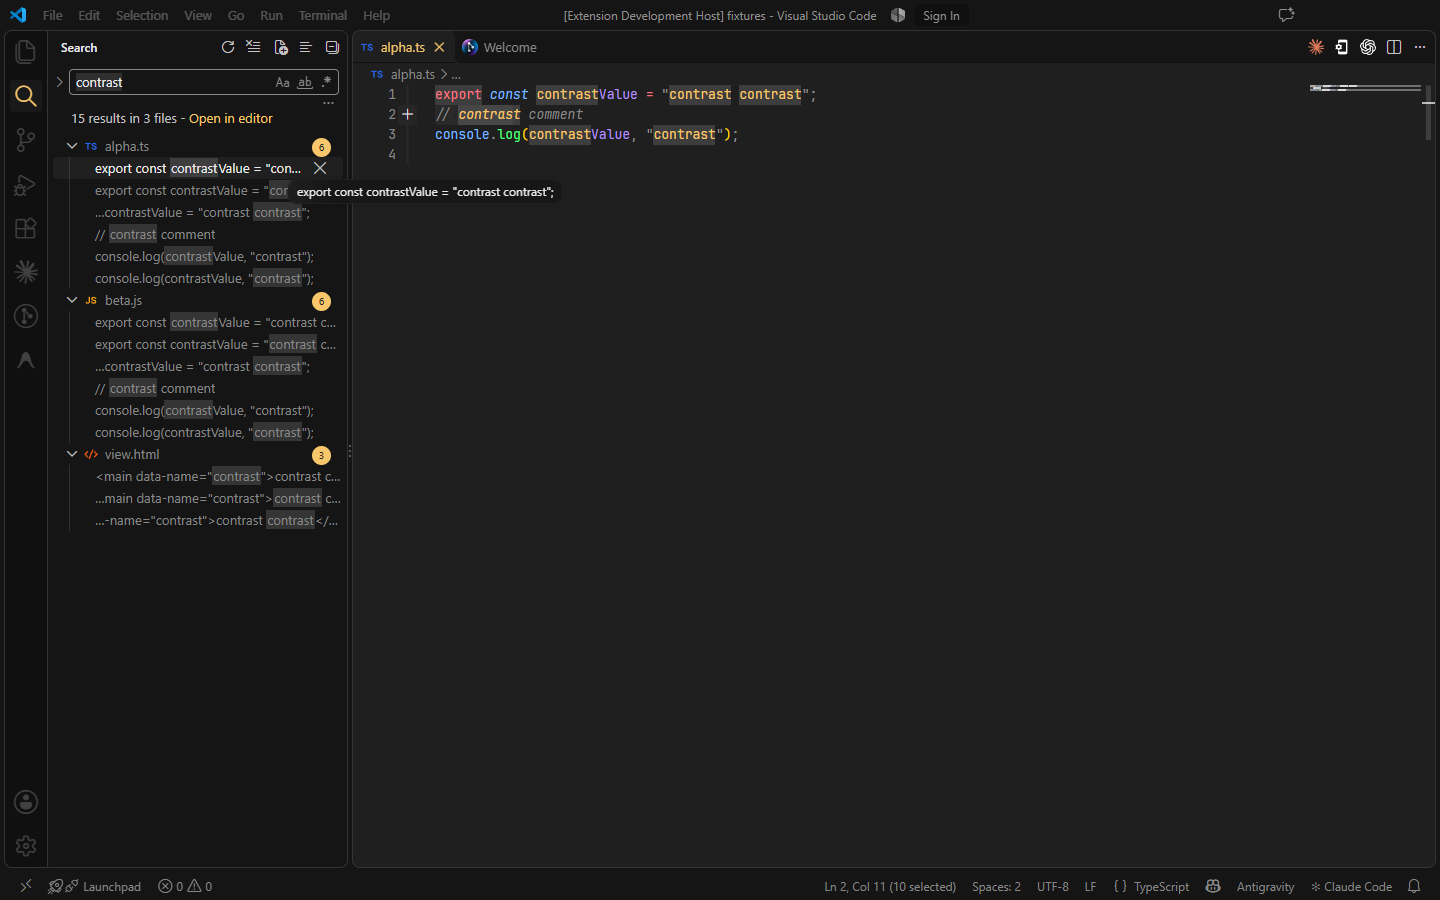 File Edit Selection View Go Run Terminal Help
[Extension Development Host] fixtures - Visual Studio Code
Sign In
Search
contrast
Aa ab .*
15 results in 3 files - Open in editor
TS alpha.ts 6
export const contrastValue = "con...
export const contrastValue = "con
...contrastValue = "contrast contrast";
// contrast comment
console.log(contrastValue, "contrast");
console.log(contrastValue, "contrast");
JS beta.js 6
export const contrastValue = "contrast c...
export const contrastValue = "contrast c...
...contrastValue = "contrast contrast";
// contrast comment
console.log(contrastValue, "contrast");
console.log(contrastValue, "contrast");
</> view.html 3
<main data-name="contrast">contrast c...
...main data-name="contrast">contrast c...
...-name="contrast">contrast contrast</...
export const contrastValue = "contrast contrast";
TS alpha.ts
Welcome
TS alpha.ts > ...
1 export const contrastValue = "contrast contrast";
2 // contrast comment
3 console.log(contrastValue, "contrast");
4
Launchpad
0 0
Ln 2, Col 11 (10 selected)
Spaces: 2
UTF-8
LF
{ } TypeScript
Antigravity
Claude Code